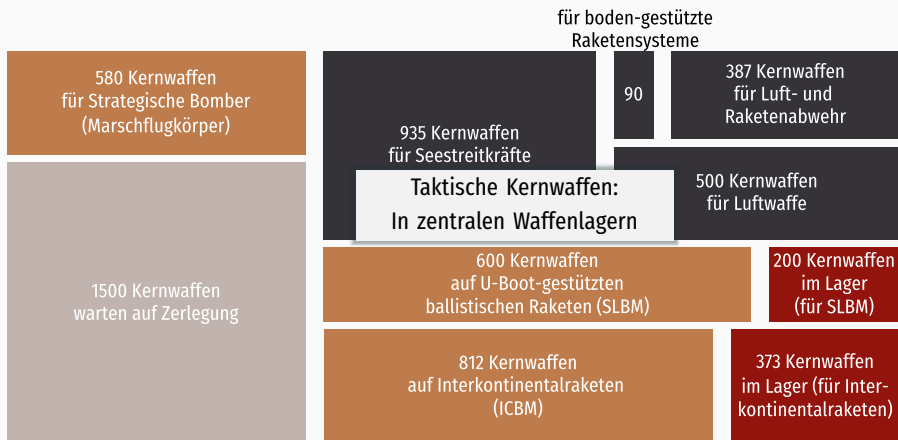 für boden-gestützte
Raketensysteme
580 Kernwaffen
für Strategische Bomber
(Marschflugkörper)
935 Kernwaffen
für Seestreitkräfte
90
387 Kernwaffen
für Luft- und
Raketenabwehr
500 Kernwaffen
für Luftwaffe
Taktische Kernwaffen:
In zentralen Waffenlagern
1500 Kernwaffen
warten auf Zerlegung
600 Kernwaffen
auf U-Boot-gestützten
ballistischen Raketen (SLBM)
200 Kernwaffen
im Lager
(für SLBM)
812 Kernwaffen
auf Interkontinentalraketen
(ICBM)
373 Kernwaffen
im Lager (für Inter-
kontinentalraketen)